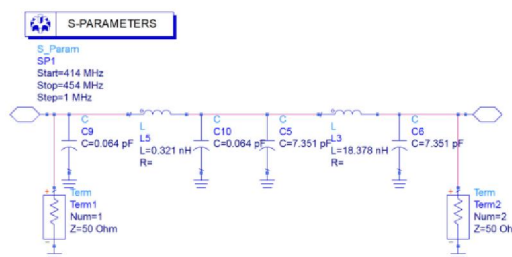 S-PARAMETERS
S_Param
SP1
Start=414 MHz
Stop=454 MHz
Step=1 MHz
C
C9
C=0.064 pF
L
L5
L=0.321 nH
R=
C
C10
C=0.064 pF
C
C5
C=7.351 pF
L
L3
L=18.378 nH
R=
C
C6
C=7.351 pF
Term
Term1
Num=1
Z=50 Ohm
Term
Term2
Num=2
Z=50 Oh